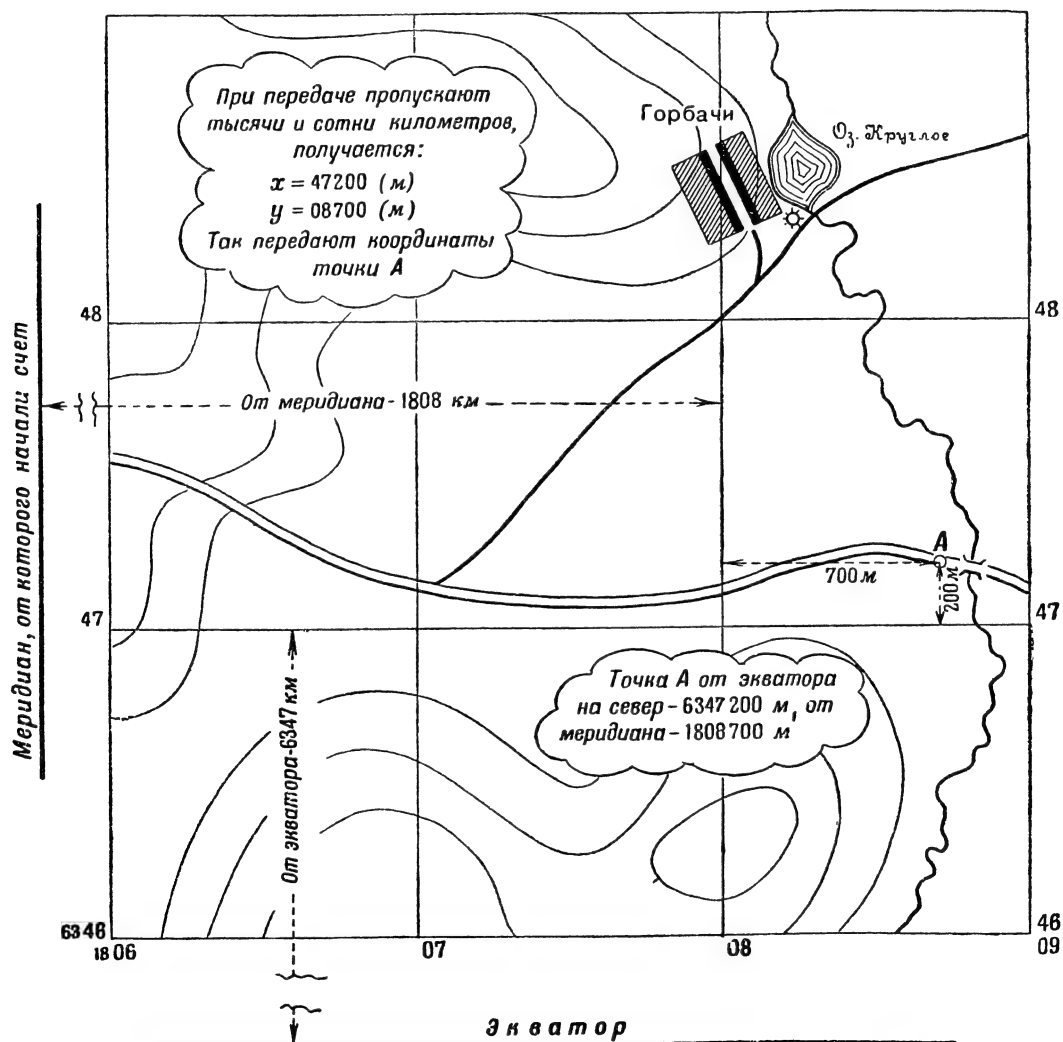 При передаче пропускают
тысячи и сотни километров,
получается:
x = 47200 (м)
y = 08700 (м)
Так передают координаты
точки А
Горбачи
Оз. Круглое
48
48
Меридиан, от которого начали счет
От меридиана - 1808 км
А
700 м
200 м
47
47
Точка А от экватора
на север - 6347 200 м, от
меридиана - 1808 700 м
От экватора - 6347 км
6346
46
18 06
07
08
09
Экватор